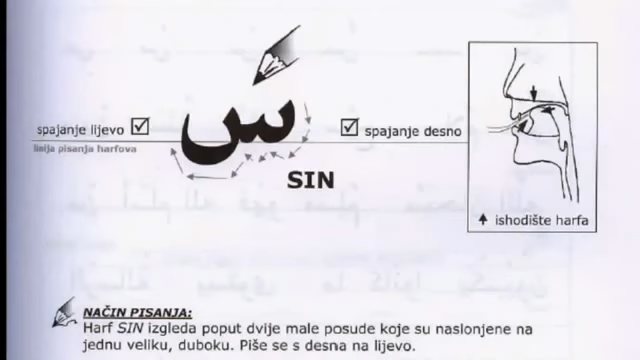 سَ
spajanje lijevo
spajanje desno
linija pisanja harfova
SIN
ishodište harfa
NAČIN PISANJA:
Harf SIN izgleda poput dvije male posude koje su naslonjene na
jednu veliku, duboku. Piše se s desna na lijevo.